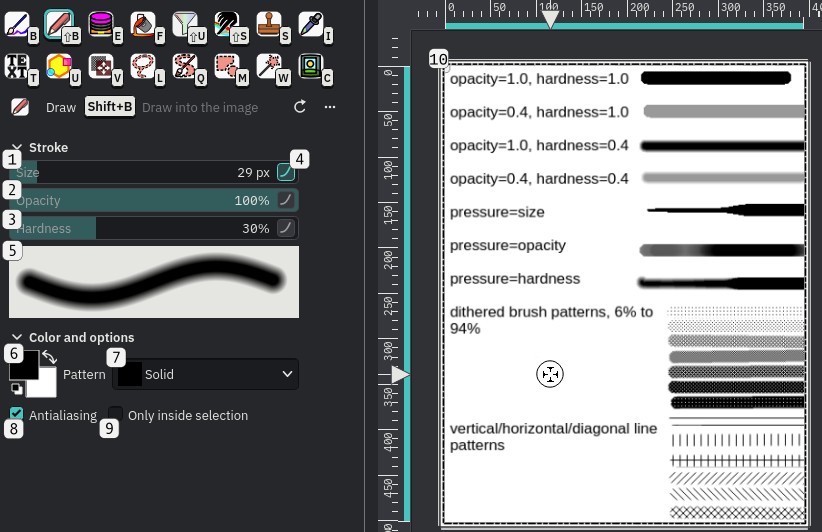 B ⇧B E F ⇧U ⇧S S I
T U V L Q M W C
Draw Shift+B Draw into the image
Stroke
1 4
Size 29 px
2
Opacity 100%
3
Hardness 30%
5
Color and options
6 7
Pattern Solid
Antialiasing Only inside selection
8 9
0 50 100 150 200 250 300 350 400
0
50
100
150
200
250
300
350
400
450
10
opacity=1.0, hardness=1.0
opacity=0.4, hardness=1.0
opacity=1.0, hardness=0.4
opacity=0.4, hardness=0.4
pressure=size
pressure=opacity
pressure=hardness
dithered brush patterns, 6% to
94%
vertical/horizontal/diagonal line
patterns